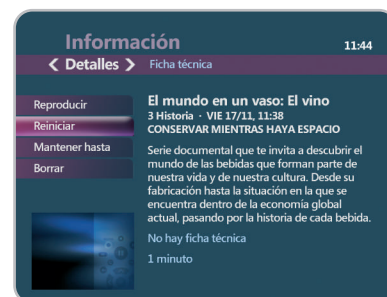 Información
11:44
< Detalles > Ficha técnica
Reproducir
Reiniciar
Mantener hasta
Borrar
El mundo en un vaso: El vino
3 Historia · VIE 17/11, 11:38
CONSERVAR MIENTRAS HAYA ESPACIO
Serie documental que te invita a descubrir el
mundo de las bebidas que forman parte de
nuestra vida y de nuestra cultura. Desde su
fabricación hasta la situación en la que se
encuentra dentro de la economía global
actual, pasando por la historia de cada bebida.
No hay ficha técnica
1 minuto